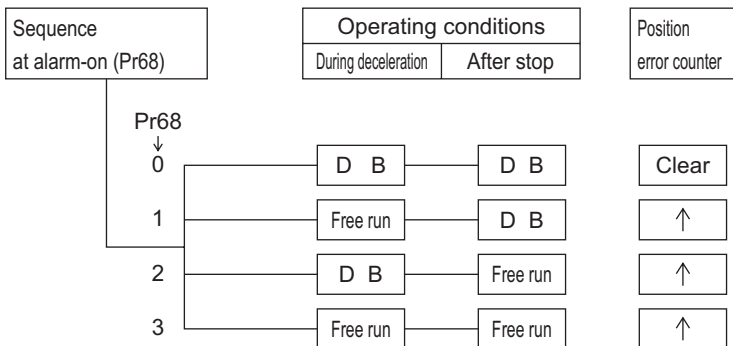 Sequence
at alarm-on (Pr68)
Operating conditions
During deceleration
After stop
Position
error counter
Pr68
↓
0
D B
D B
Clear
1
Free run
D B
↑
2
D B
Free run
↑
3
Free run
Free run
↑